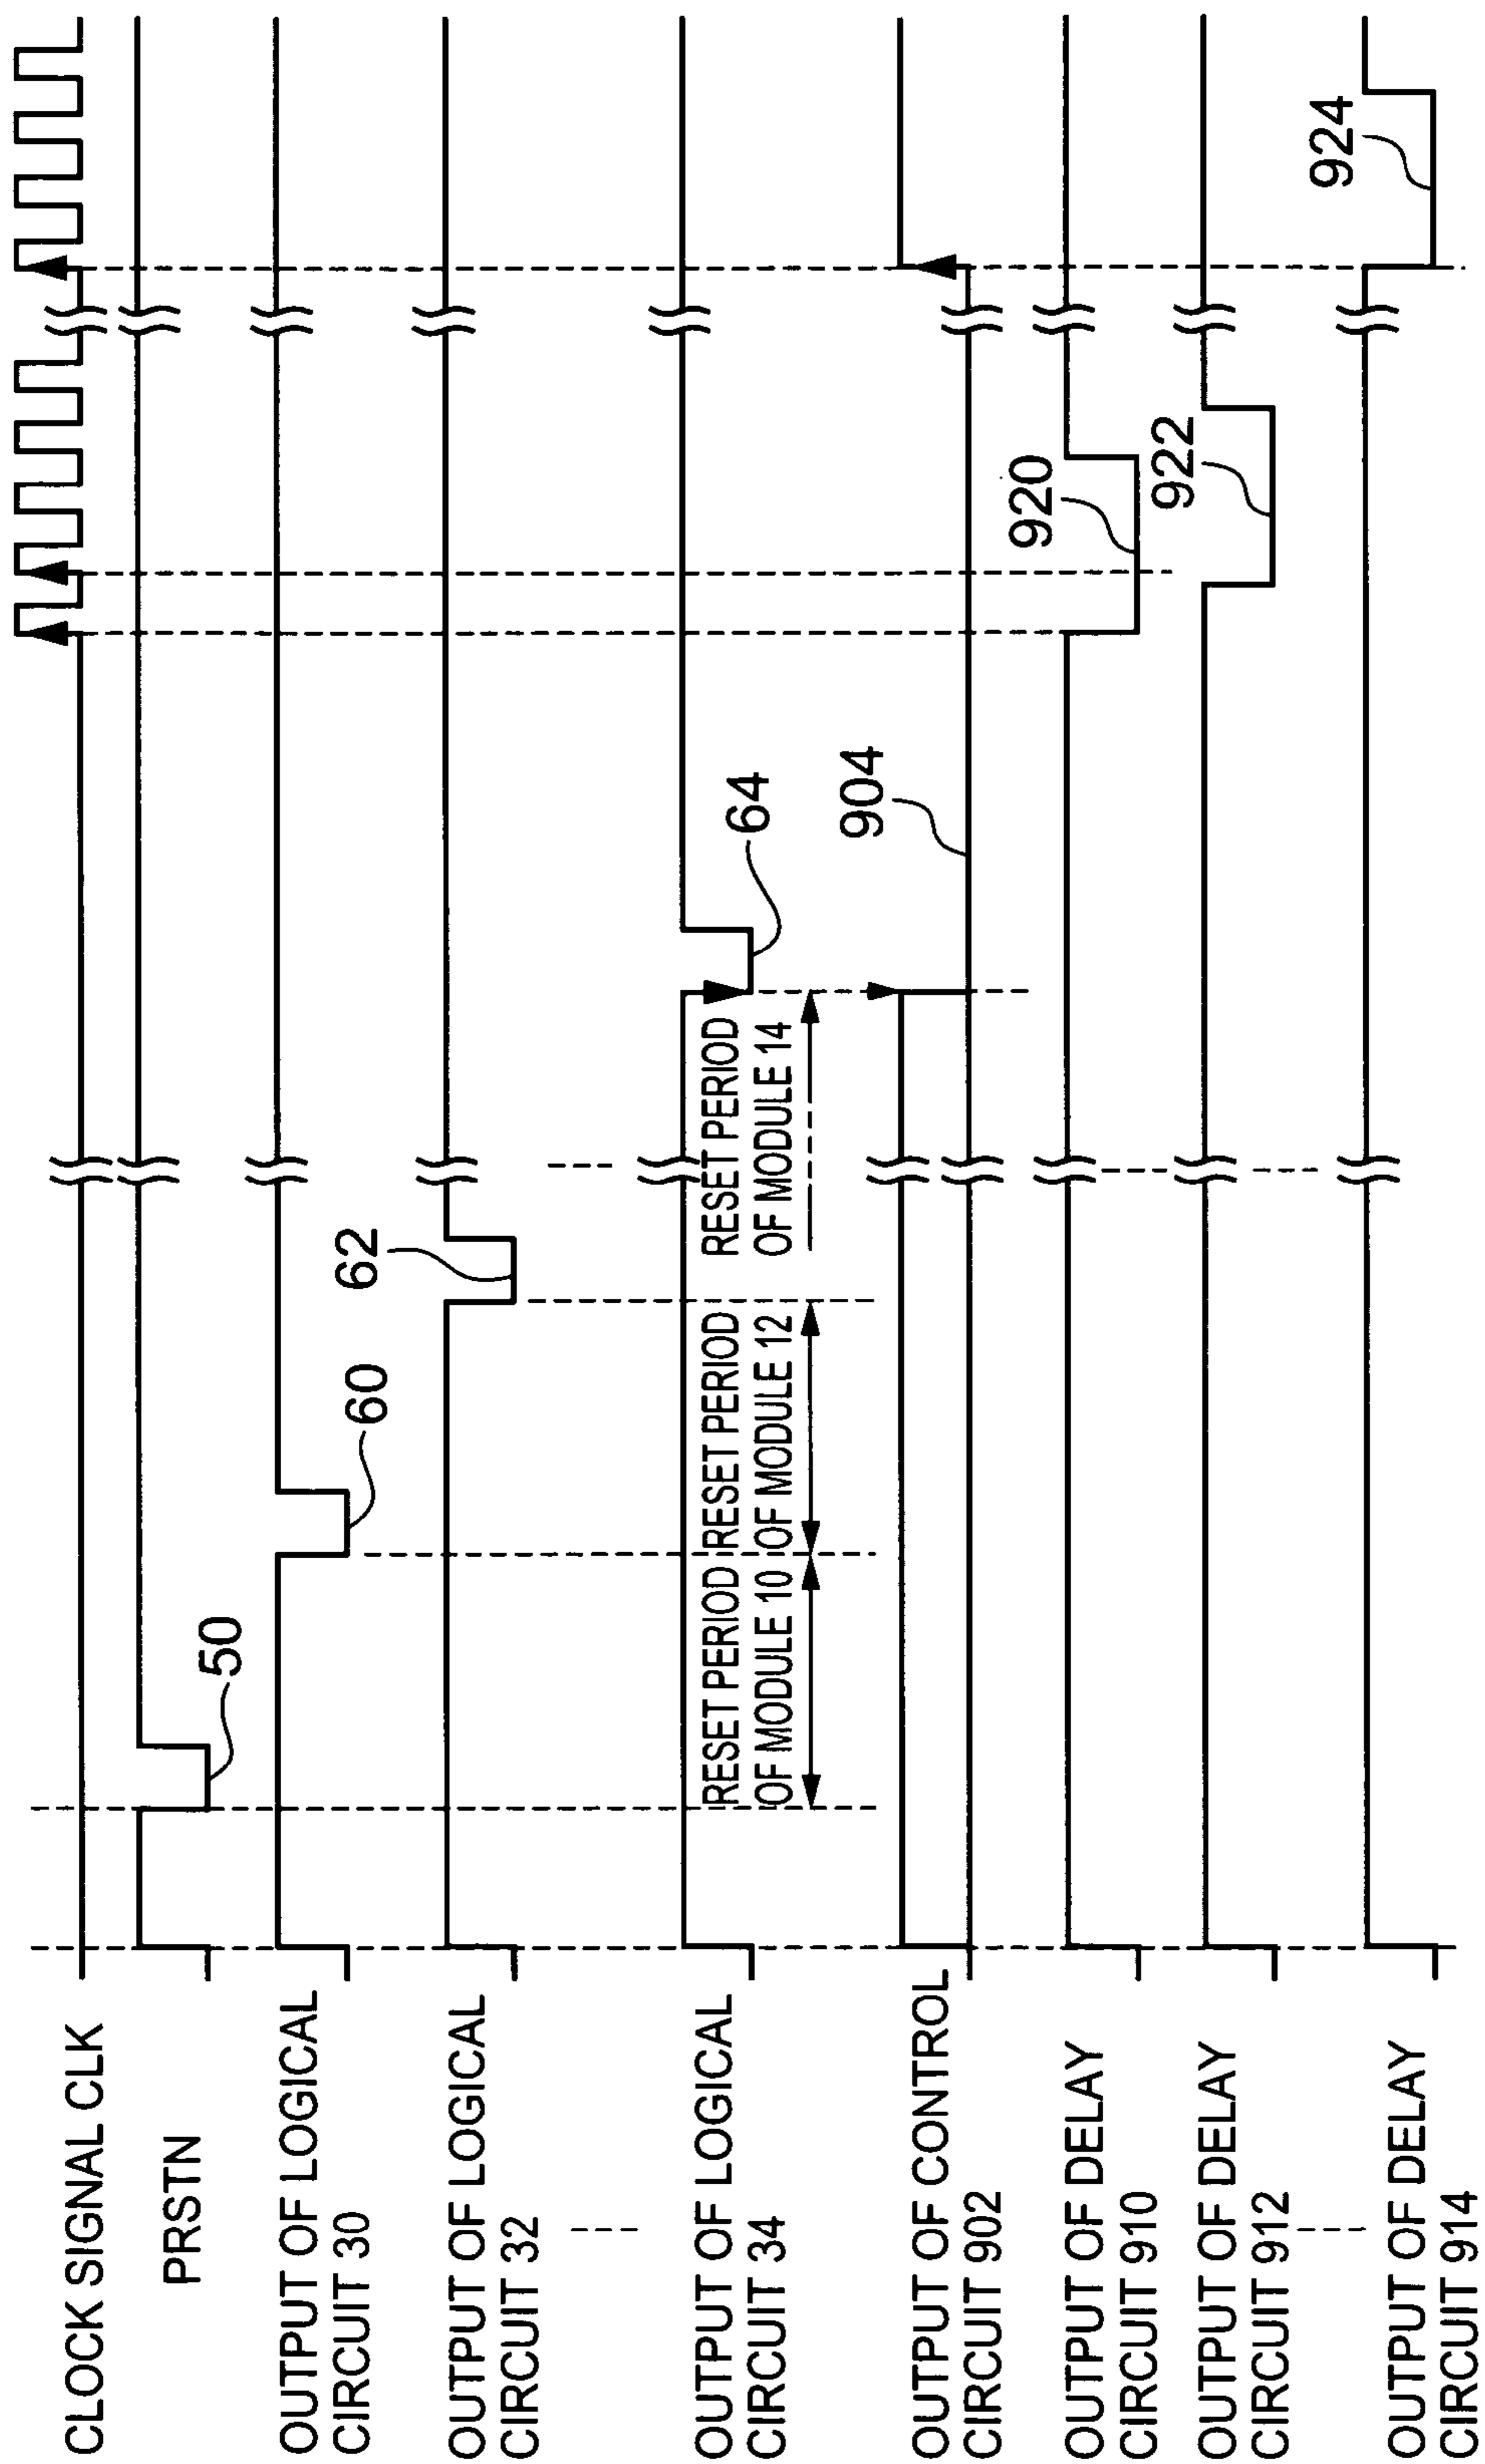 CLOCK SIGNAL CLK
PRSTN
50
OUTPUT OF LOGICAL
CIRCUIT 30
60
OUTPUT OF LOGICAL
CIRCUIT 32
62
OUTPUT OF LOGICAL
CIRCUIT 34
64
RESET PERIOD
OF MODULE 10
RESET PERIOD
OF MODULE 12
RESET PERIOD
OF MODULE 14
OUTPUT OF CONTROL
CIRCUIT 902
904
OUTPUT OF DELAY
CIRCUIT 910
920
OUTPUT OF DELAY
CIRCUIT 912
922
OUTPUT OF DELAY
CIRCUIT 914
924